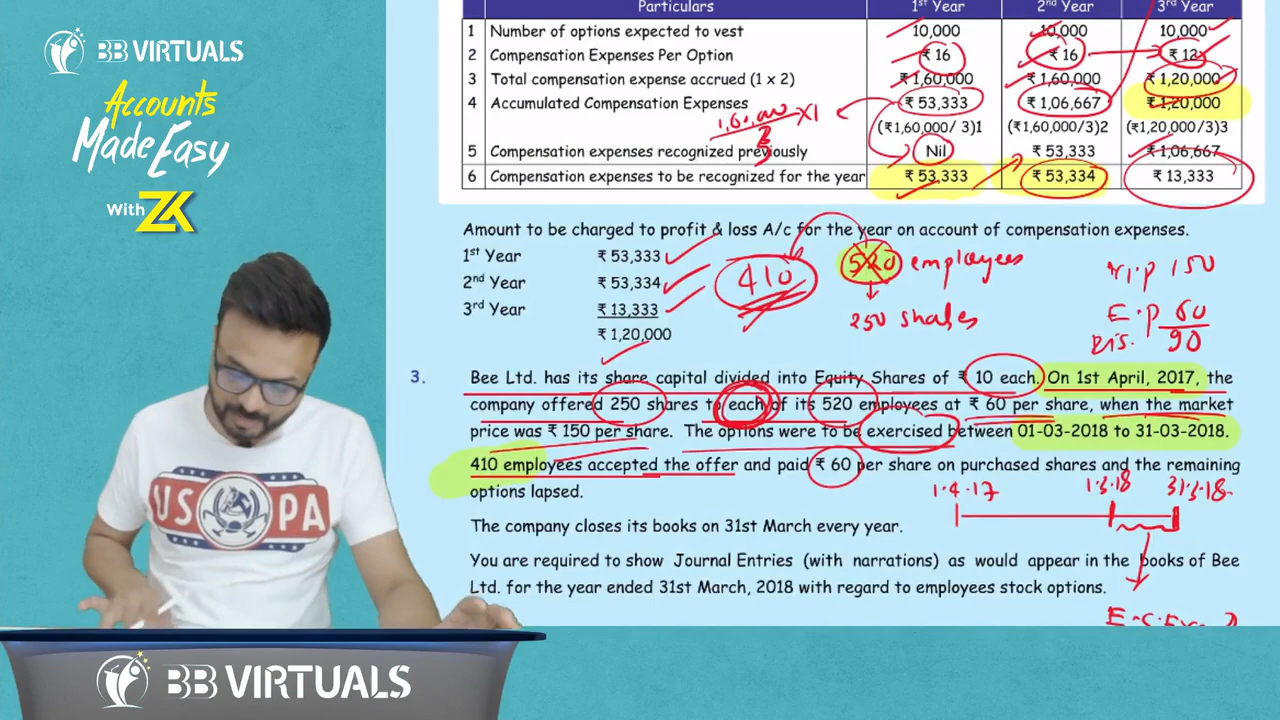 BB VIRTUALS
Accounts
Made Easy
With ZK
Particulars 1st Year 2nd Year 3rd Year
1 Number of options expected to vest 10,000 10,000 10,000
2 Compensation Expenses Per Option ₹ 16 ₹ 16 ₹ 12
3 Total compensation expense accrued (1 x 2) ₹ 1,60,000 ₹ 1,60,000 ₹ 1,20,000
4 Accumulated Compensation Expenses ₹ 53,333 ₹ 1,06,667 ₹ 1,20,000
1,60,000/3 X1
(₹1,60,000/ 3)1 (₹1,60,000/3)2 (₹1,20,000/3)3
5 Compensation expenses recognized previously Nil ₹ 53,333 ₹ 1,06,667
6 Compensation expenses to be recognized for the year ₹ 53,333 ₹ 53,334 ₹ 13,333
Amount to be charged to profit & loss A/c for the year on account of compensation expenses.
1st Year ₹ 53,333
2nd Year ₹ 53,334
3rd Year ₹ 13,333
₹ 1,20,000
410
520 employees
250 shares
M.P 150
E.P 60
Dis. 90
3. Bee Ltd. has its share capital divided into Equity Shares of ₹ 10 each. On 1st April, 2017, the
company offered 250 shares to each of its 520 employees at ₹ 60 per share, when the market
price was ₹ 150 per share. The options were to be exercised between 01-03-2018 to 31-03-2018.
410 employees accepted the offer and paid ₹ 60 per share on purchased shares and the remaining
options lapsed.
1.4.17 1.3.18 31.3.18
The company closes its books on 31st March every year.
You are required to show Journal Entries (with narrations) as would appear in the books of Bee
Ltd. for the year ended 31st March, 2018 with regard to employees stock options.
US PA
BB VIRTUALS